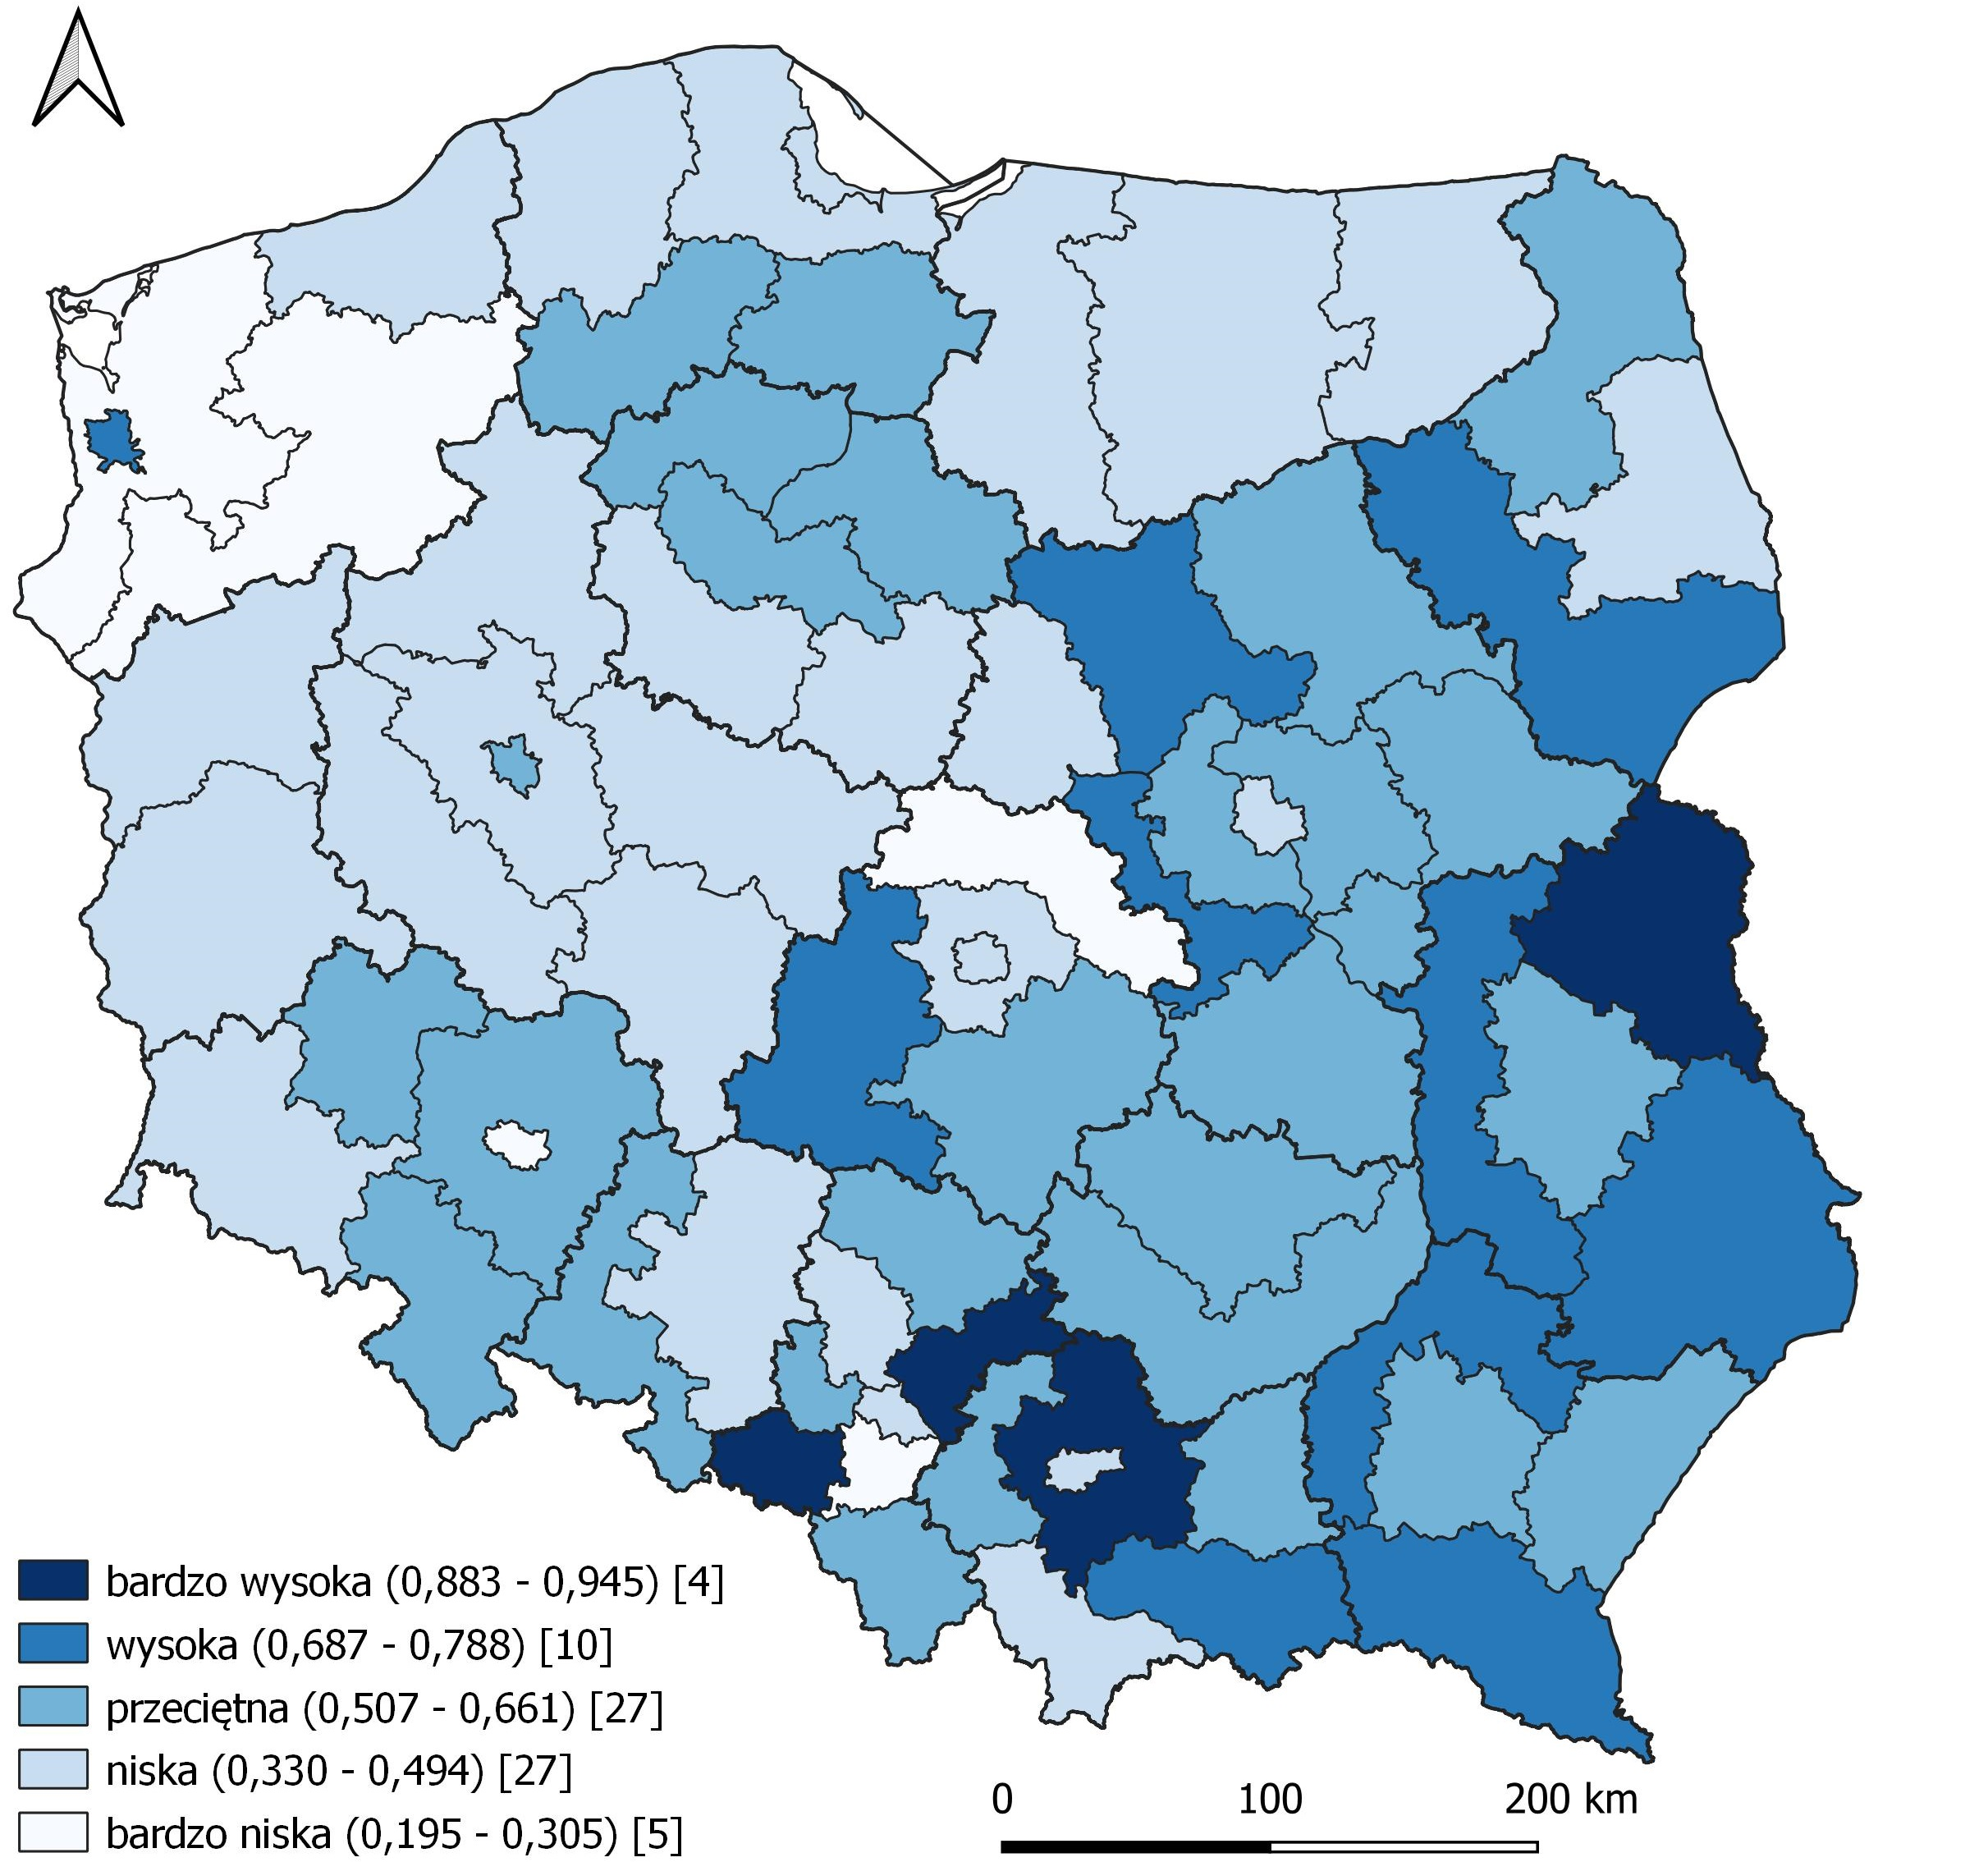 bardzo wysoka (0,883 - 0,945) [4]
wysoka (0,687 - 0,788) [10]
przeciętna (0,507 - 0,661) [27]
niska (0,330 - 0,494) [27]
bardzo niska (0,195 - 0,305) [5]
0 100 200 km